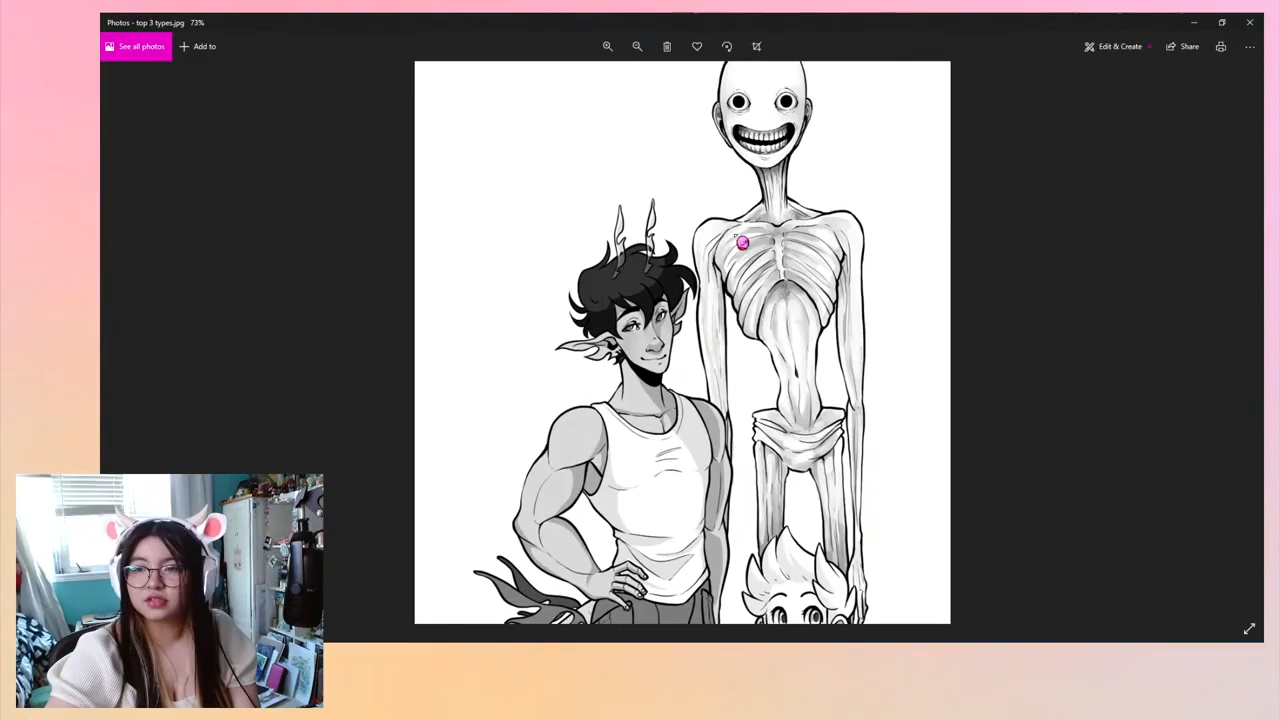 Photos - top 3 types.jpg 73%
See all photos
Add to
Edit & Create
Share